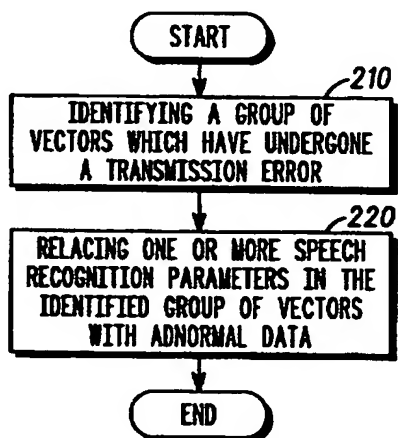 START
210
IDENTIFYING A GROUP OF
VECTORS WHICH HAVE UNDERGONE
A TRANSMISSION ERROR
220
RELACING ONE OR MORE SPEECH
RECOGNITION PARAMETERS IN THE
IDENTIFIED GROUP OF VECTORS
WITH ADNORMAL DATA
END